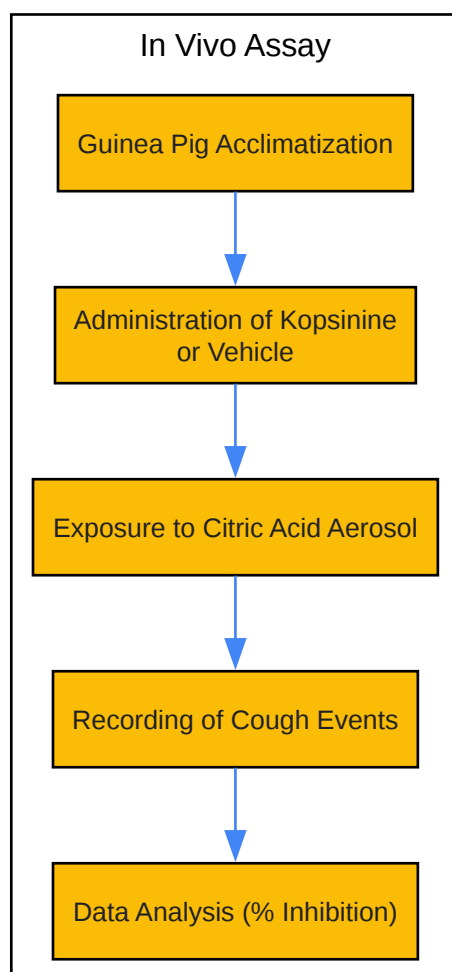 In Vivo Assay
Guinea Pig Acclimatization
Administration of Kopsinine
or Vehicle
Exposure to Citric Acid Aerosol
Recording of Cough Events
Data Analysis (% Inhibition)